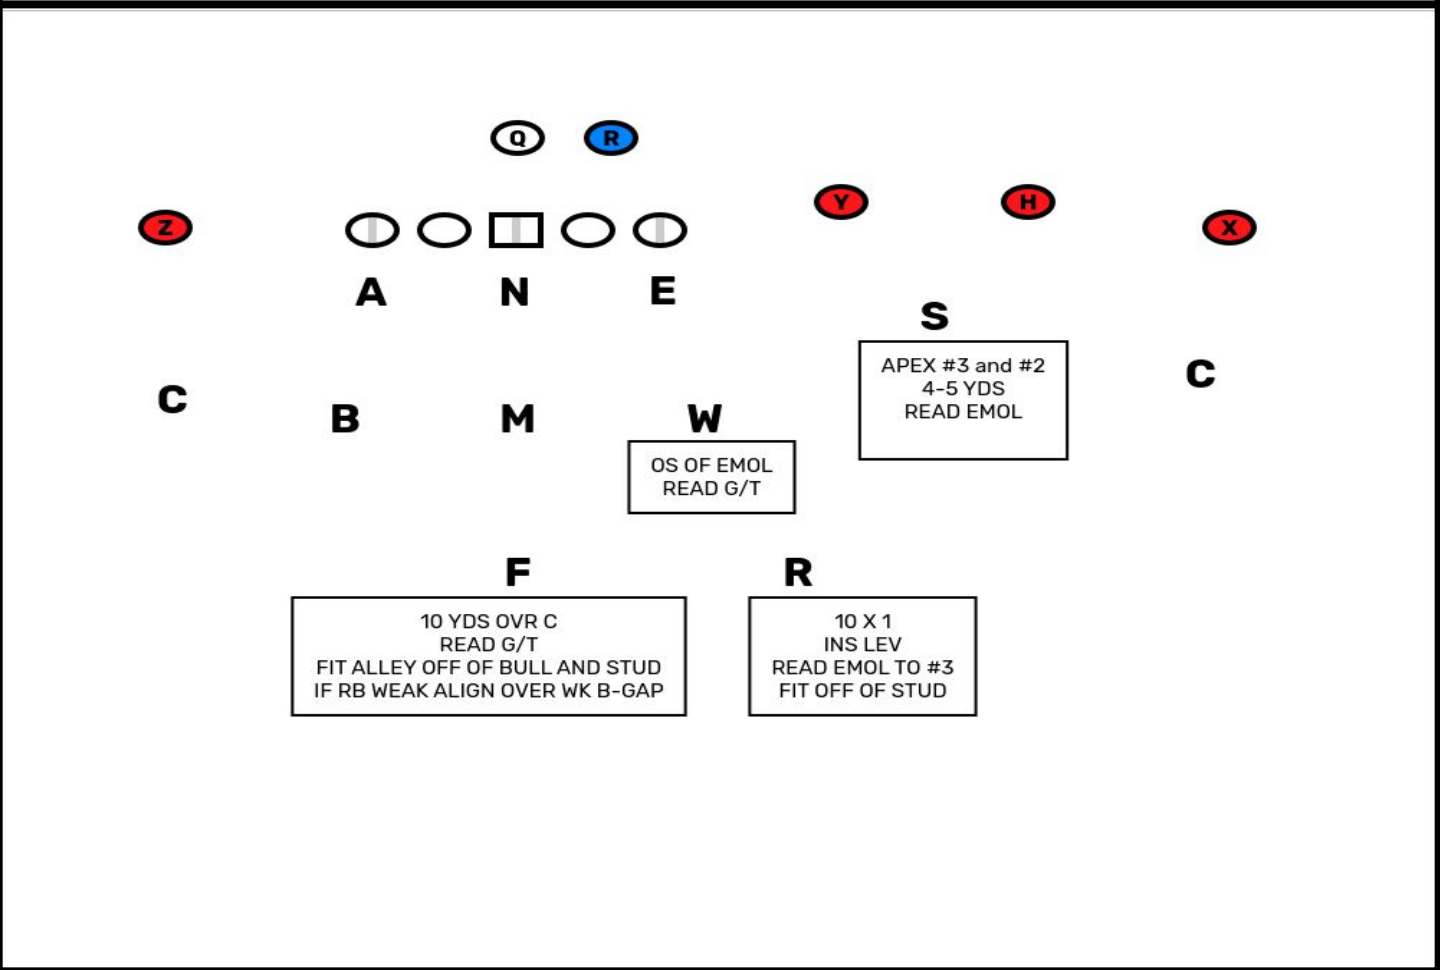 Q
R
Y
H
Z
X
A
N
E
S
APEX #3 and #2
4-5 YDS
READ EMOL
C
C
B
M
W
OS OF EMOL
READ G/T
F
10 YDS OVR C
READ G/T
FIT ALLEY OFF OF BULL AND STUD
IF RB WEAK ALIGN OVER WK B-GAP
R
10 X 1
INS LEV
READ EMOL TO #3
FIT OFF OF STUD